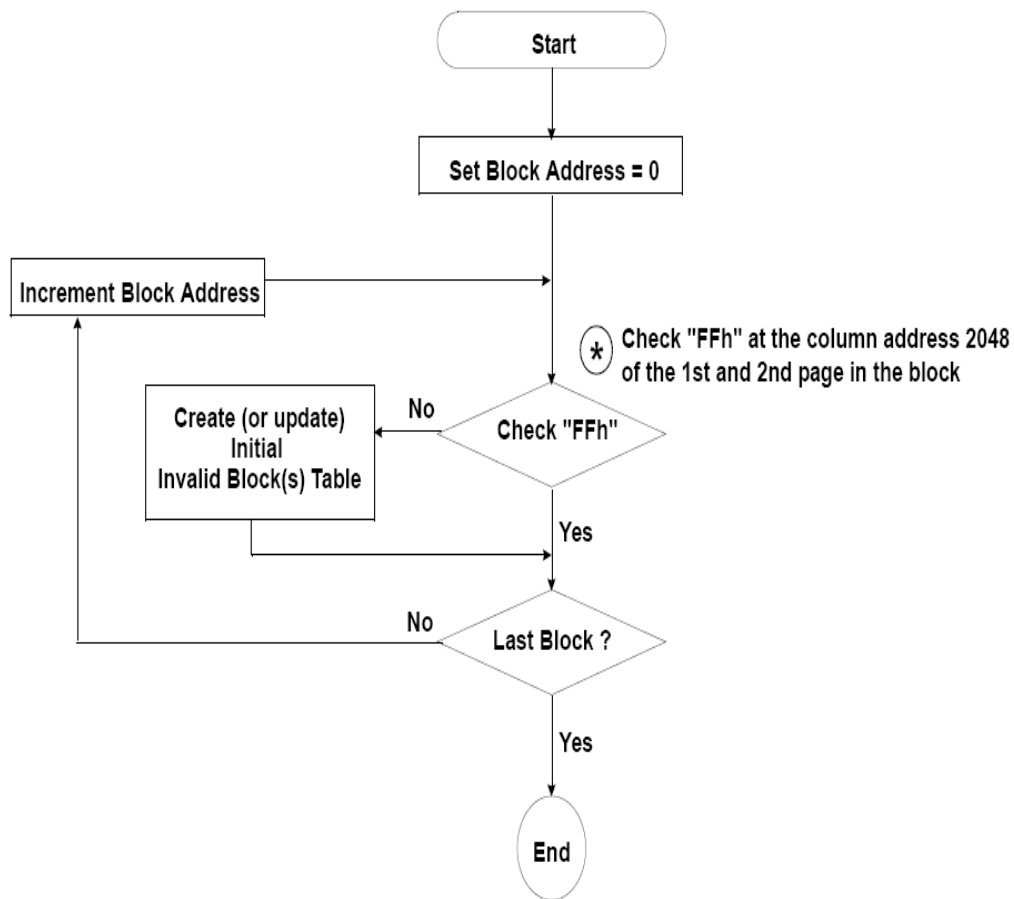 Start
Set Block Address = 0
Increment Block Address
* Check "FFh" at the column address 2048
of the 1st and 2nd page in the block
No
Create (or update)
Initial
Invalid Block(s) Table
Check "FFh"
Yes
No
Last Block ?
Yes
End